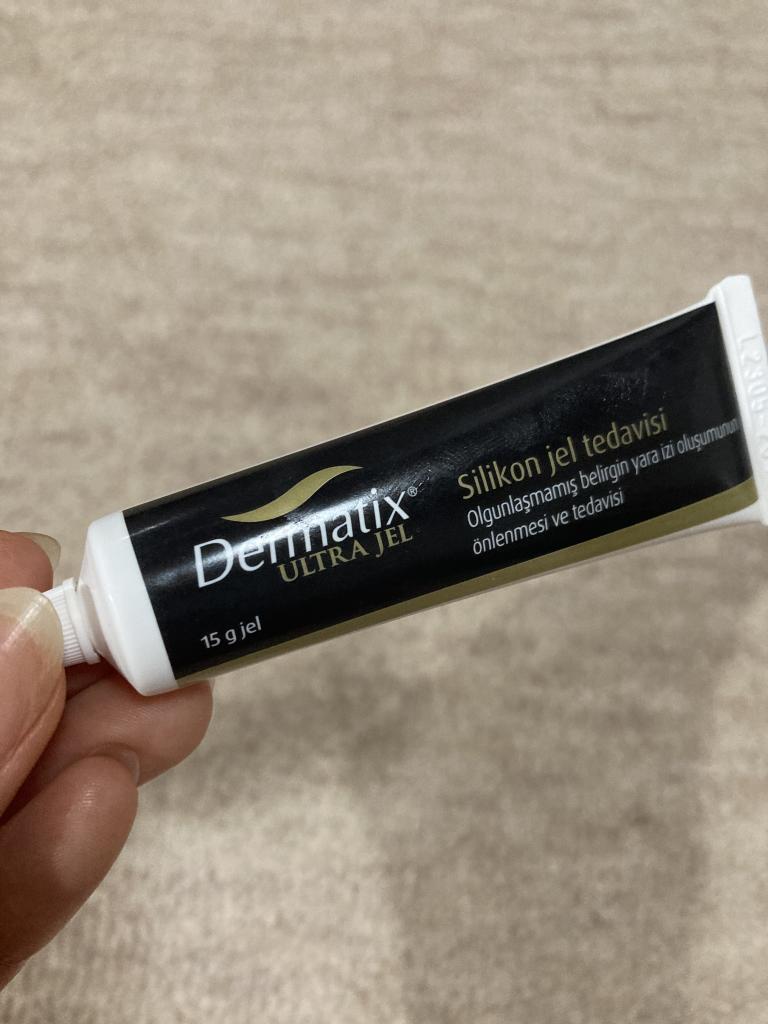 Dermatix®
ULTRA JEL
15 g jel
Silikon jel tedavisi
Olgunlaşmamış belirgin yara izi oluşumunun
önlenmesi ve tedavisi